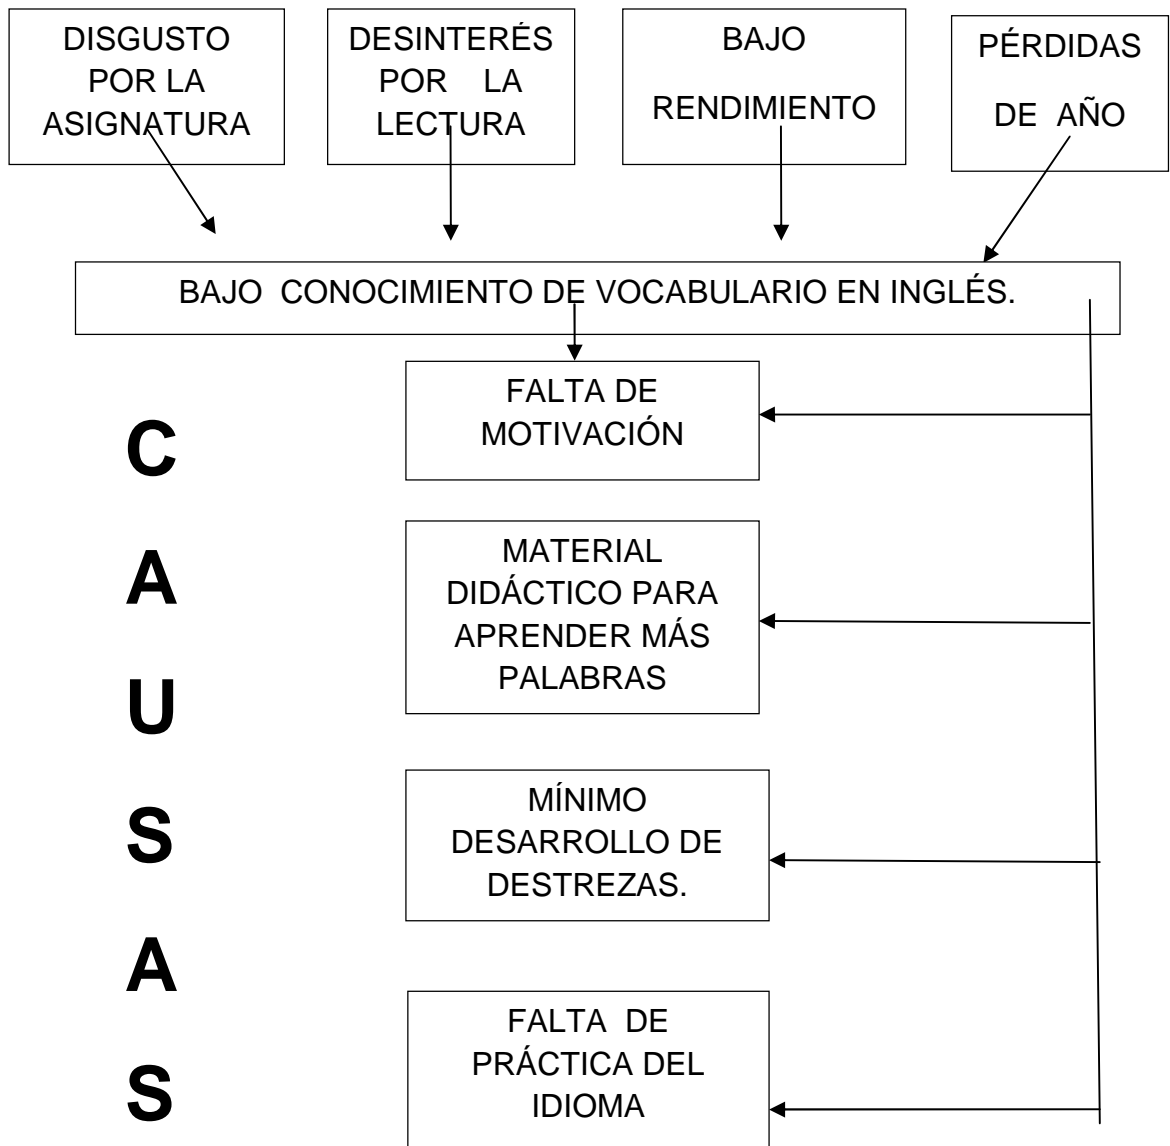 DISGUSTO
POR LA
ASIGNATURA
DESINTERÉS
POR LA
LECTURA
BAJO
RENDIMIENTO
PÉRDIDAS
DE AÑO
BAJO CONOCIMIENTO DE VOCABULARIO EN INGLÉS.
FALTA DE
MOTIVACIÓN
MATERIAL
DIDÁCTICO PARA
APRENDER MÁS
PALABRAS
MÍNIMO
DESARROLLO DE
DESTREZAS.
FALTA DE
PRÁCTICA DEL
IDIOMA
C
A
U
S
A
S